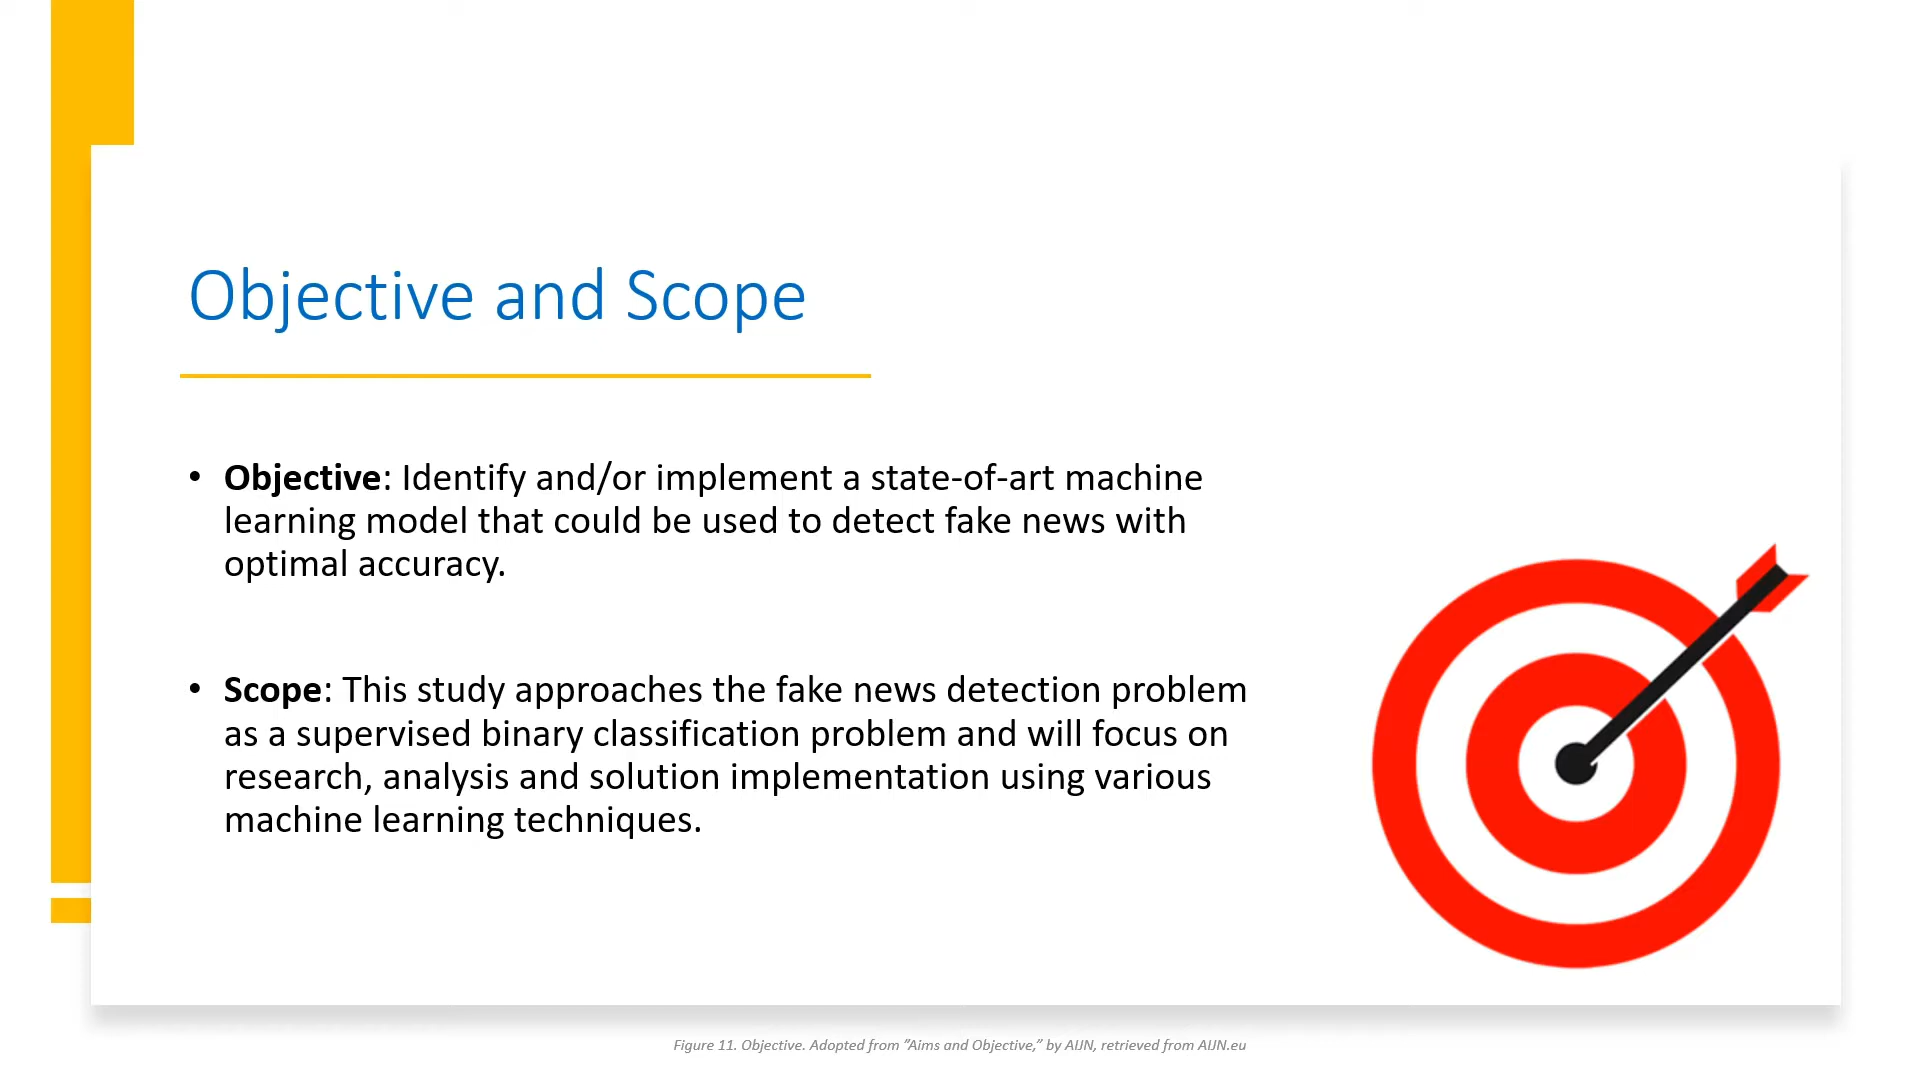 Objective and Scope
• Objective: Identify and/or implement a state-of-art machine
learning model that could be used to detect fake news with
optimal accuracy.
• Scope: This study approaches the fake news detection problem
as a supervised binary classification problem and will focus on
research, analysis and solution implementation using various
machine learning techniques.
Figure 11. Objective. Adopted from "Aims and Objective," by AIJN, retrieved from AIJN.eu